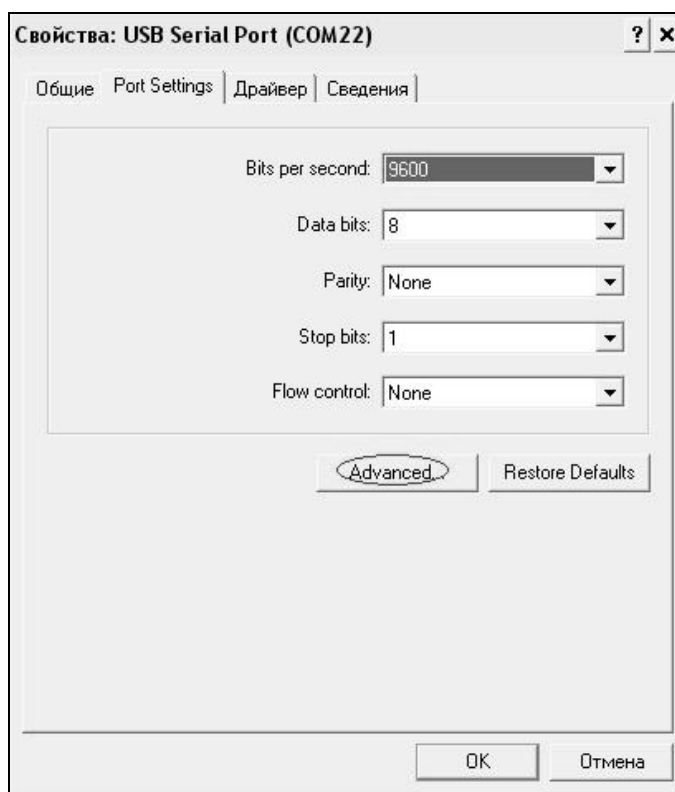 Свойства: USB Serial Port (COM22)
Общие Port Settings Драйвер Сведения
Bits per second: 9600
Data bits: 8
Parity: None
Stop bits: 1
Flow control: None
Advanced... Restore Defaults
OK Отмена